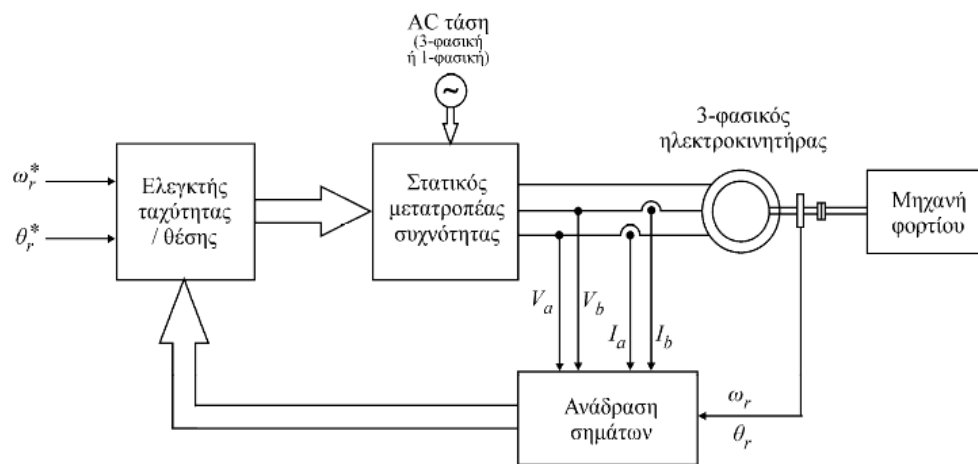 AC τάση
(3-φασική
ή 1-φασική)
~
3-φασικός
ηλεκτροκινητήρας
ω_r^*
θ_r^*
Ελεγκτής
ταχύτητας
/ θέσης
Στατικός
μετατροπέας
συχνότητας
Μηχανή
φορτίου
V_a
V_b
I_a
I_b
Ανάδραση
σημάτων
ω_r
θ_r